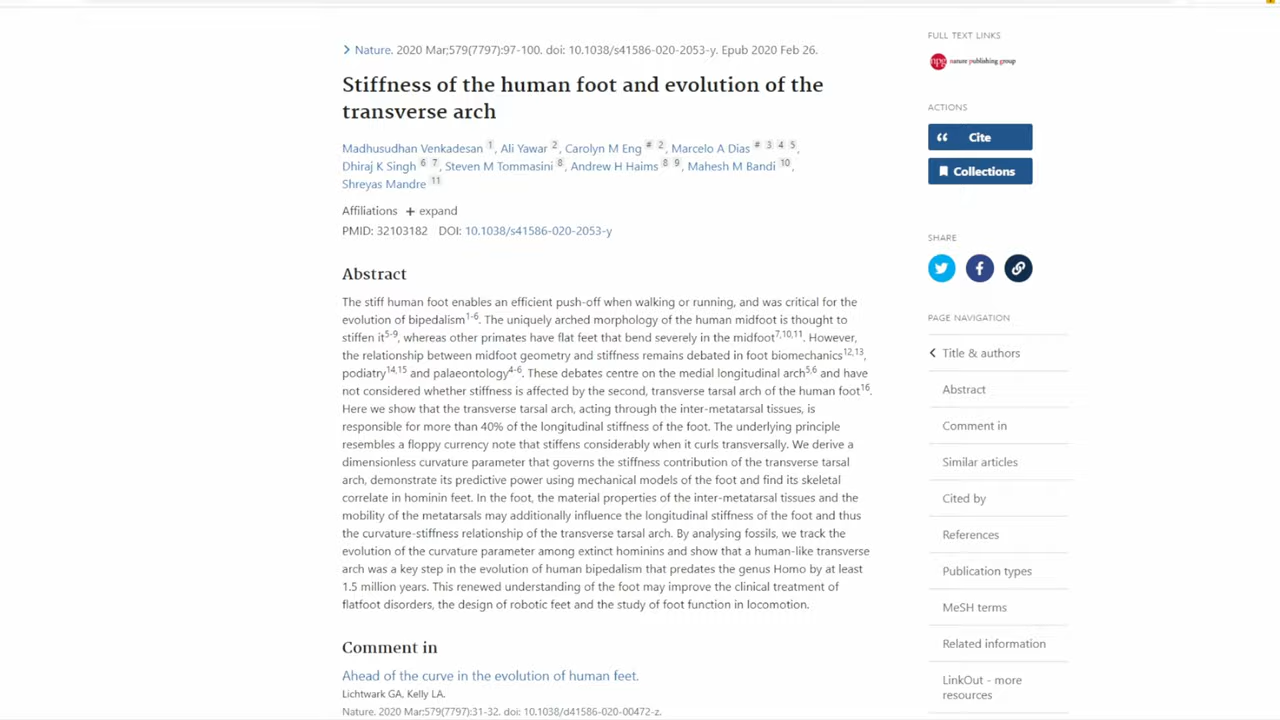 Nature. 2020 Mar;579(7797):97-100. doi: 10.1038/s41586-020-2053-y. Epub 2020 Feb 26.
Stiffness of the human foot and evolution of the
transverse arch
Madhusudhan Venkadesan 1, Ali Yawar 2, Carolyn M Eng # 2, Marcelo A Dias # 3 4 5,
Dhiraj K Singh 6 7, Steven M Tommasini 8, Andrew H Haims 8 9, Mahesh M Bandi 10,
Shreyas Mandre 11
Affiliations + expand
PMID: 32103182 DOI: 10.1038/s41586-020-2053-y
Abstract
The stiff human foot enables an efficient push-off when walking or running, and was critical for the
evolution of bipedalism1-6. The uniquely arched morphology of the human midfoot is thought to
stiffen it5-9, whereas other primates have flat feet that bend severely in the midfoot7,10,11. However,
the relationship between midfoot geometry and stiffness remains debated in foot biomechanics12,13,
podiatry14,15 and palaeontology4-6. These debates centre on the medial longitudinal arch5,6 and have
not considered whether stiffness is affected by the second, transverse tarsal arch of the human foot16.
Here we show that the transverse tarsal arch, acting through the inter-metatarsal tissues, is
responsible for more than 40% of the longitudinal stiffness of the foot. The underlying principle
resembles a floppy currency note that stiffens considerably when it curls transversally. We derive a
dimensionless curvature parameter that governs the stiffness contribution of the transverse tarsal
arch, demonstrate its predictive power using mechanical models of the foot and find its skeletal
correlate in hominin feet. In the foot, the material properties of the inter-metatarsal tissues and the
mobility of the metatarsals may additionally influence the longitudinal stiffness of the foot and thus
the curvature-stiffness relationship of the transverse tarsal arch. By analysing fossils, we track the
evolution of the curvature parameter among extinct hominins and show that a human-like transverse
arch was a key step in the evolution of human bipedalism that predates the genus Homo by at least
1.5 million years. This renewed understanding of the foot may improve the clinical treatment of
flatfoot disorders, the design of robotic feet and the study of foot function in locomotion.
Comment in
Ahead of the curve in the evolution of human feet.
Lichtwark GA, Kelly LA.
Nature. 2020 Mar;579(7797):31-32. doi: 10.1038/d41586-020-00472-z.
FULL TEXT LINKS
npg nature publishing group
ACTIONS
Cite
Collections
SHARE
PAGE NAVIGATION
Title & authors
Abstract
Comment in
Similar articles
Cited by
References
Publication types
MeSH terms
Related information
LinkOut - more
resources